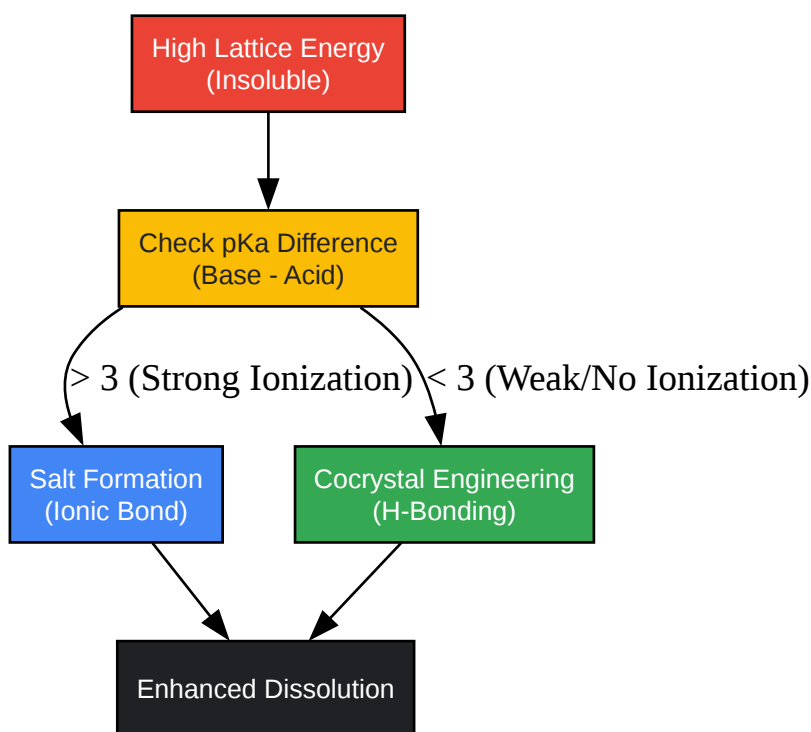 High Lattice Energy
(Insoluble)
Check pKa Difference
(Base - Acid)
> 3 (Strong Ionization)
< 3 (Weak/No Ionization)
Salt Formation
(Ionic Bond)
Cocrystal Engineering
(H-Bonding)
Enhanced Dissolution